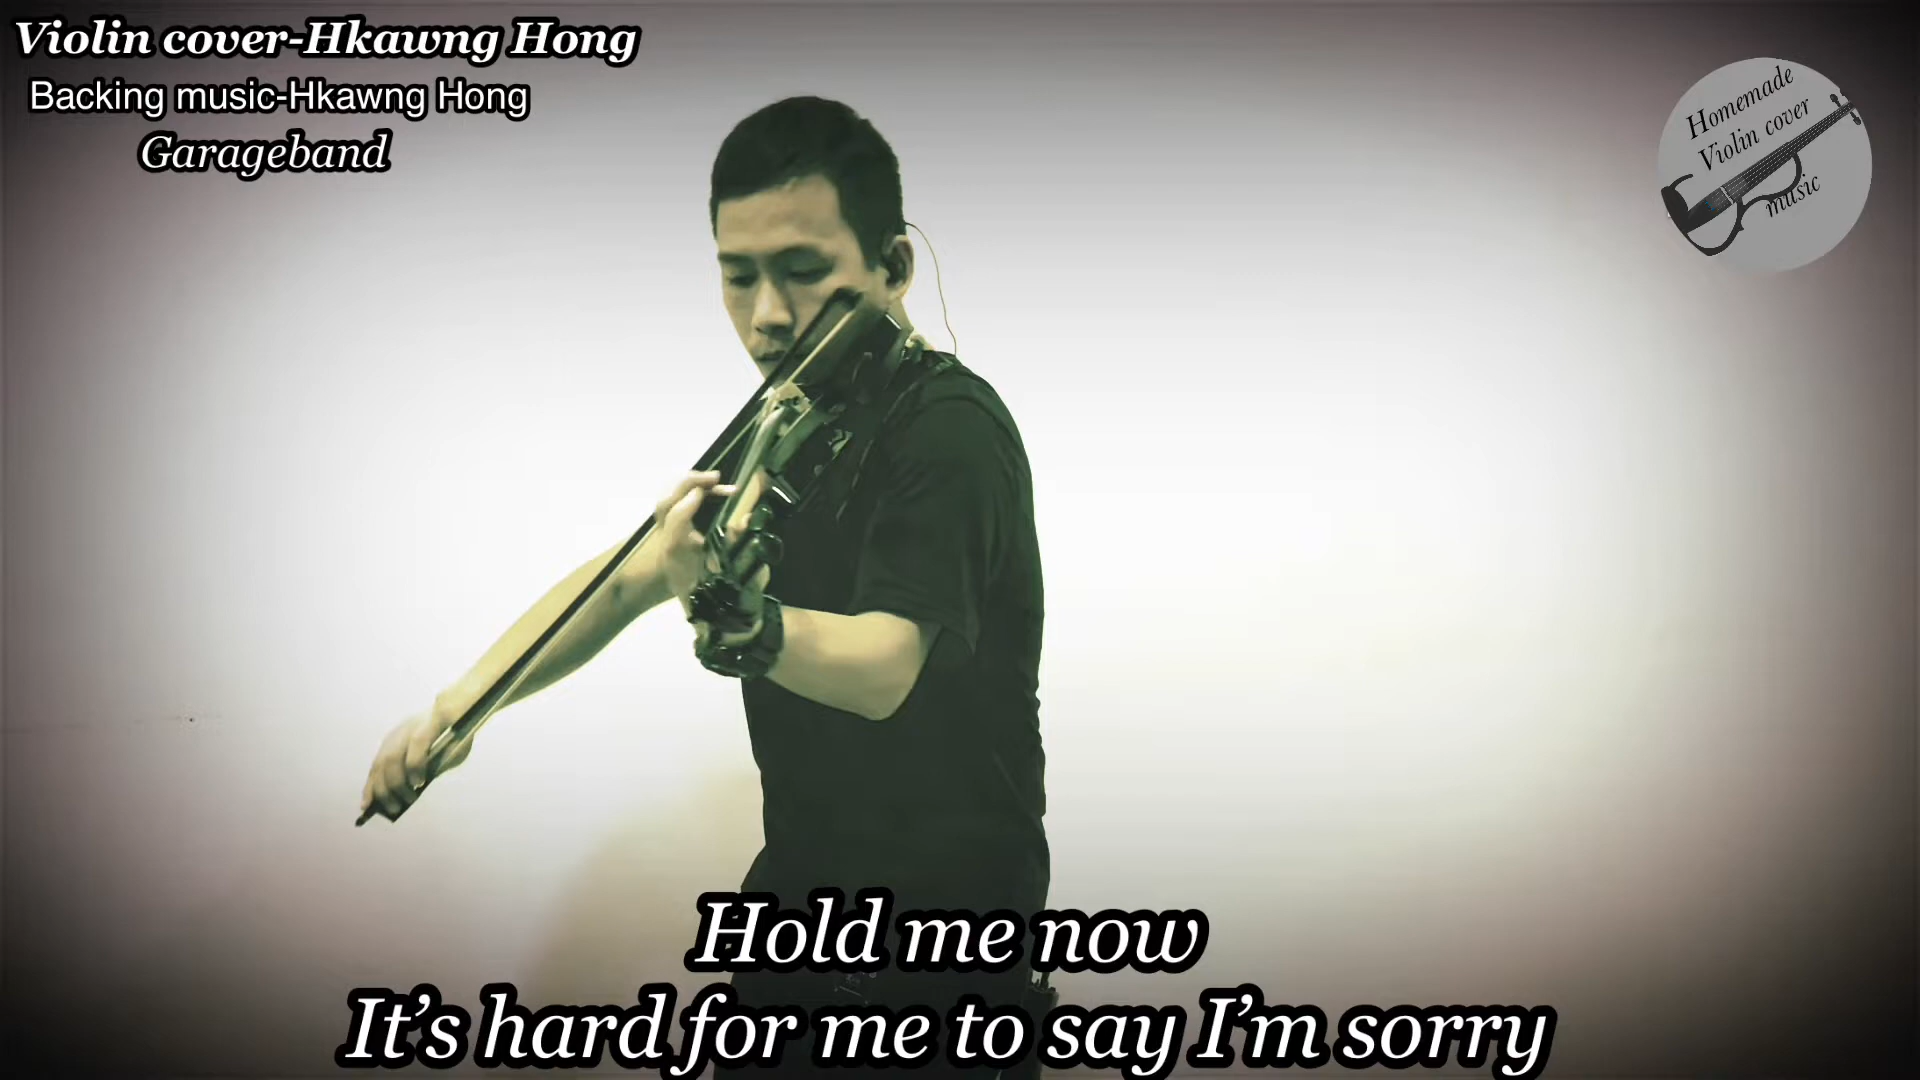 Violin cover-Hkawng Hong
Backing music-Hkawng Hong
Garageband
Homemade
Violin cover
music
Hold me now
It's hard for me to say I'm sorry